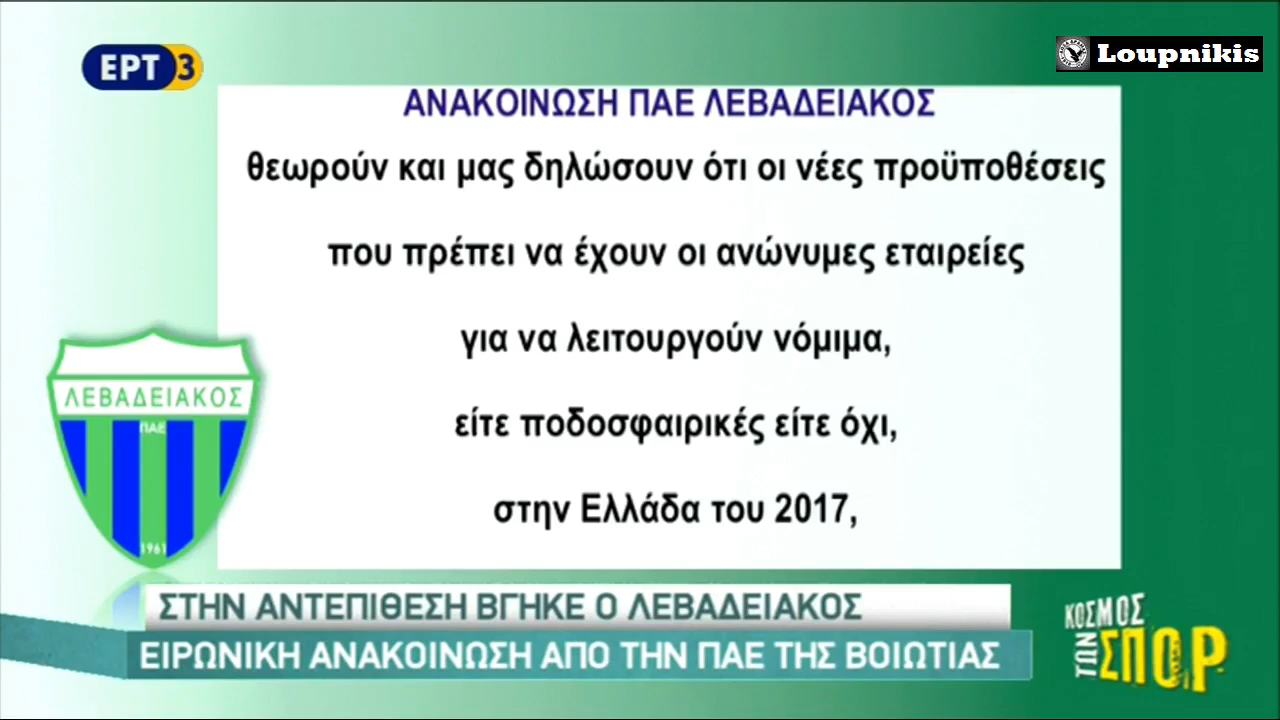 ΕΡΤ3
Loupnikis
ΑΝΑΚΟΙΝΩΣΗ ΠΑΕ ΛΕΒΑΔΕΙΑΚΟΣ
θεωρούν και μας δηλώσουν ότι οι νέες προϋποθέσεις
που πρέπει να έχουν οι ανώνυμες εταιρείες
για να λειτουργούν νόμιμα,
είτε ποδοσφαιρικές είτε όχι,
στην Ελλάδα του 2017,
ΛΕΒΑΔΕΙΑΚΟΣ
ΠΑΕ
1961
ΣΤΗΝ ΑΝΤΕΠΙΘΕΣΗ ΒΓΗΚΕ Ο ΛΕΒΑΔΕΙΑΚΟΣ
ΕΙΡΩΝΙΚΗ ΑΝΑΚΟΙΝΩΣΗ ΑΠΟ ΤΗΝ ΠΑΕ ΤΗΣ ΒΟΙΩΤΙΑΣ
ΚΟΣΜΟΣ
ΤΩΝ
ΣΠΟΡ